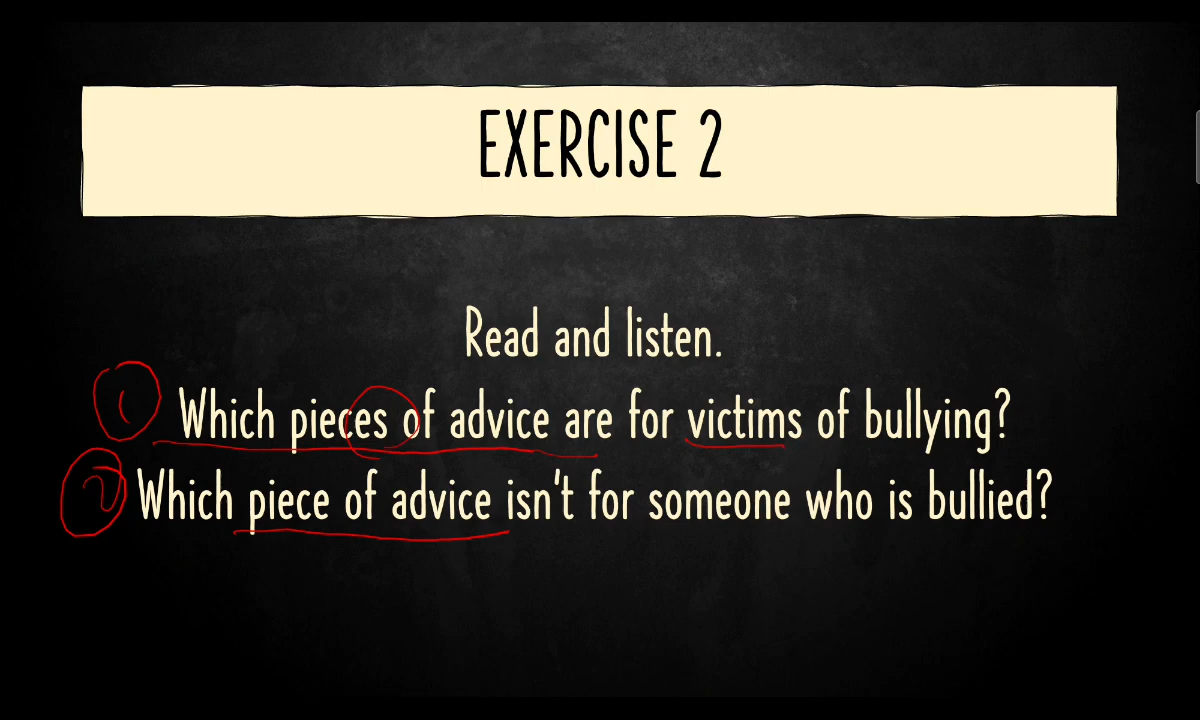 EXERCISE 2
Read and listen.
1 Which pieces of advice are for victims of bullying?
2 Which piece of advice isn't for someone who is bullied?